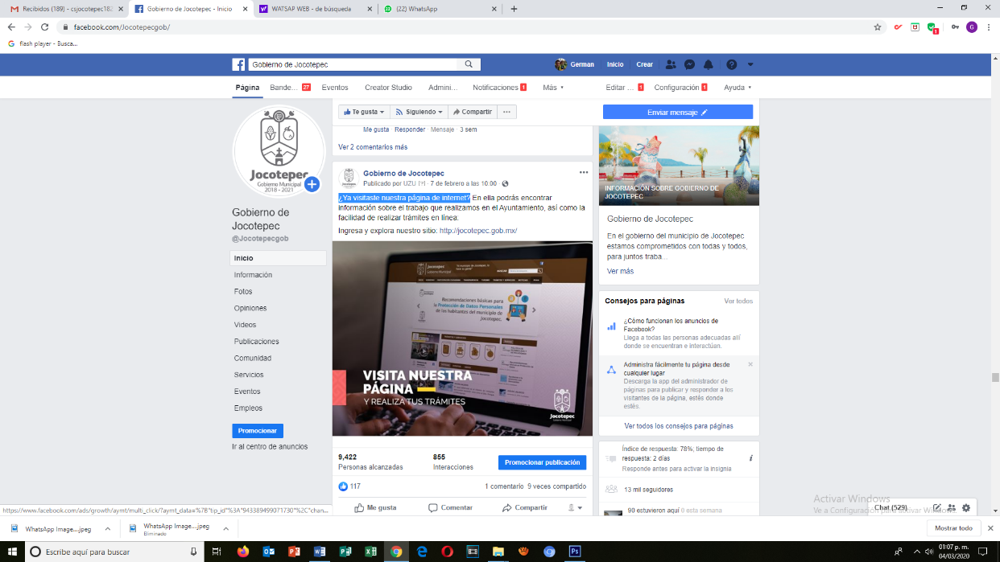 Recibidos (189) - csjocotepec182
Gobierno de Jocotepec - Inicio
WATSAP WEB - de búsqueda
(22) WhatsApp
facebook.com/Jocotepecgob/
flash player - Busca...
Gobierno de Jocotepec
German
Inicio
Crear
Página
Bande... 27
Eventos
Creator Studio
Admini...
Notificaciones 1
Más
Editar ... 1
Configuración 1
Ayuda
Jocotepec
Gobierno Municipal
2018 - 2021
Gobierno de
Jocotepec
@Jocotepecgob
Inicio
Información
Fotos
Opiniones
Videos
Publicaciones
Comunidad
Servicios
Eventos
Empleos
Promocionar
Ir al centro de anuncios
Te gusta
Siguiendo
Compartir
...
Me gusta · Responder · Mensaje · 3 sem
Ver 2 comentarios más
Gobierno de Jocotepec
Publicado por UZU [?] · 7 de febrero a las 10:00 ·
¿Ya visitaste nuestra página de internet? En ella podrás encontrar
información sobre el trabajo que realizamos en el Ayuntamiento, así como la
facilidad de realizar trámites en línea:
Ingresa y explora nuestro sitio: http://jocotepec.gob.mx/
Jocotepec
Gobierno Municipal
BUSCAR
Recomendaciones básicas para
la Protección de Datos Personales
de los habitantes del municipio de
Jocotepec.
VISITA NUESTRA
PÁGINA
Y REALIZA TUS TRÁMITES
Jocotepec
Gobierno Municipal
9,422
Personas alcanzadas
855
Interacciones
Promocionar publicación
117
1 comentario 9 veces compartido
Me gusta
Comentar
Compartir
Enviar mensaje
INFORMACIÓN SOBRE GOBIERNO DE
JOCOTEPEC
Gobierno de Jocotepec
En el gobierno del municipio de Jocotepec
estamos comprometidos con todas y todos,
para juntos traba...
Ver más
Consejos para páginas
Ver todos
¿Cómo funcionan los anuncios de
Facebook?
Llega a todas las personas adecuadas allí
donde se encuentran e interactúan.
Administra fácilmente tu página desde
cualquier lugar
Descarga la app del administrador de
páginas para publicar y responder a los
visitantes de la página, estés donde
estés.
Ver todos los consejos para páginas
Índice de respuesta: 78%; tiempo de
respuesta: 2 días
Responde antes para activar la insignia
13 mil seguidores
90 estuvieron aquí 0 esta semana
Activar Windows
Ve a Configuración para activar Windows.
Chat (529)
https://www.facebook.com/ads/growth/aymt/multi_click/?aymt_data=%7B"tip_id"%3A"943389499071730"%2C"chan...
WhatsApp Image....jpeg
WhatsApp Image....jpeg
Eliminado
Mostrar todo
Escribe aquí para buscar
01:07 p. m.
04/03/2020